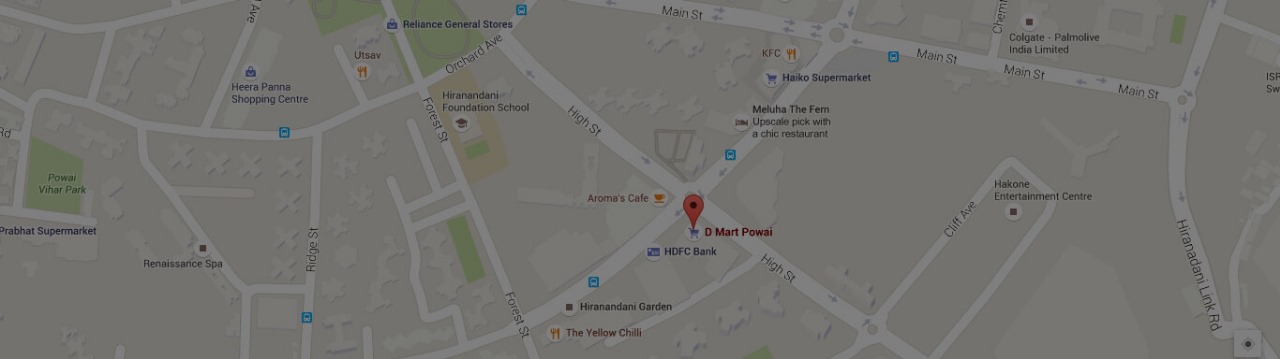 Main St
Reliance General Stores
Orchard Ave
Utsav
KFC
Main St
Colgate - Palmolive
India Limited
Main St
Main St
Haiko Supermarket
Heera Panna
Shopping Centre
Hiranandani
Foundation School
Forest St
High St
Meluha The Fern
Upscale pick with
a chic restaurant
Powai
Vihar Park
Aroma's Cafe
Hakone
Entertainment Centre
Cliff Ave
D Mart Powai
Prabhat Supermarket
HDFC Bank
Renaissance Spa
Ridge St
High St
Hiranadani Link Rd
Hiranandani Garden
Forest St
The Yellow Chilli